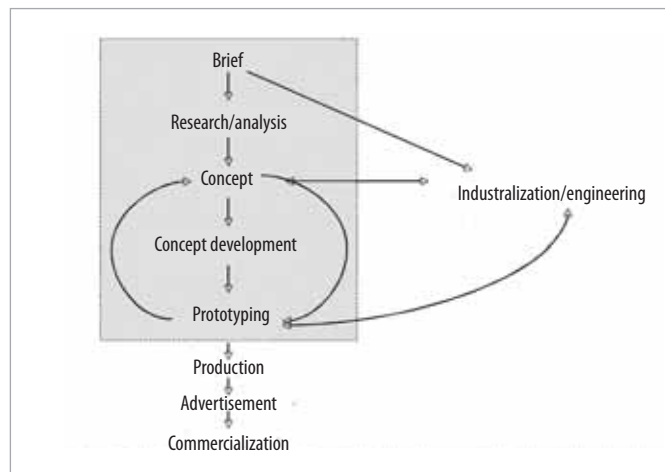 Brief
Research/analysis
Concept
Industralization/engineering
Concept development
Prototyping
Production
Advertisement
Commercialization